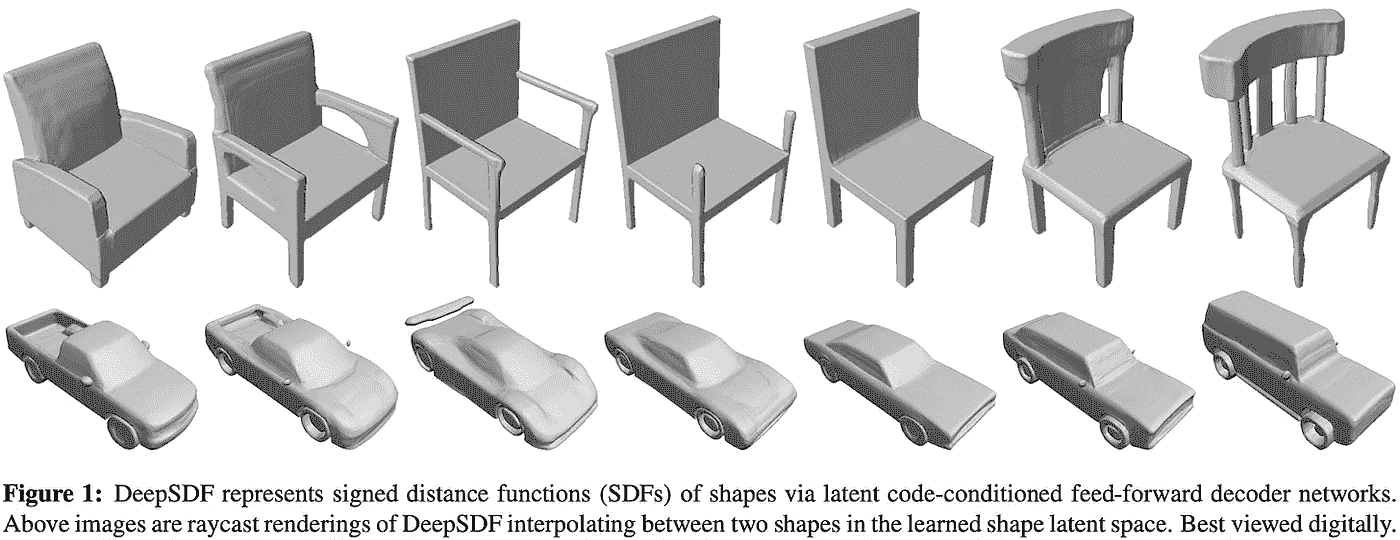 Figure 1: DeepSDF represents signed distance functions (SDFs) of shapes via latent code-conditioned feed-forward decoder networks.
Above images are raycast renderings of DeepSDF interpolating between two shapes in the learned shape latent space. Best viewed digitally.